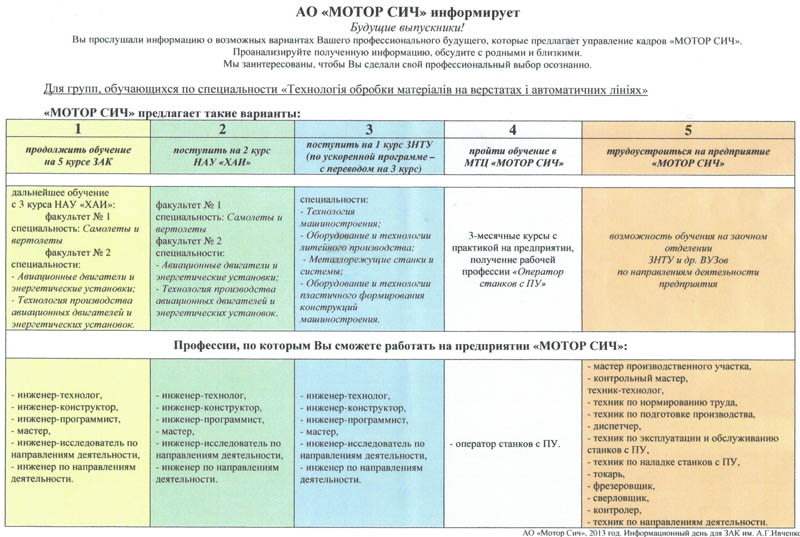 АО «МОТОР СИЧ» информирует
Будущие выпускники!
Вы прослушали информацию о возможных вариантах Вашего профессионального будущего, которые предлагает управление кадров «МОТОР СИЧ».
Проанализируйте полученную информацию, обсудите с родными и близкими.
Мы заинтересованы, чтобы Вы сделали свой профессиональный выбор осознанно.
Для групп, обучающихся по специальности «Технологія обробки матеріалів на верстатах і автоматичних лініях»
«МОТОР СИЧ» предлагает такие варианты:
1
продолжить обучение
на 5 курсе ЗАК
2
поступить на 2 курс
НАУ «ХАИ»
3
поступить на 1 курс ЗНТУ
(по ускоренной программе –
с переводом на 3 курс)
4
пройти обучение в
МТЦ «МОТОР СИЧ»
5
трудоустроиться на предприятие
«МОТОР СИЧ»
дальнейшее обучение
с 3 курса НАУ «ХАИ»:
факультет № 1
специальность: Самолеты и
вертолеты
факультет № 2
специальности:
- Авиационные двигатели и
энергетические установки;
- Технология производства
авиационных двигателей и
энергетических установок.
факультет № 1
специальность: Самолеты и
вертолеты
факультет № 2
специальности:
- Авиационные двигатели и
энергетические установки;
- Технология производства
авиационных двигателей и
энергетических установок.
специальности:
- Технология
машиностроения;
- Оборудование и технологии
литейного производства;
- Металлорежущие станки и
системы;
- Оборудование и технологии
пластичного формирования
конструкций
машиностроения.
3-месячные курсы с
практикой на предприятии,
получение рабочей
профессии «Оператор
станков с ПУ»
возможность обучения на заочном
отделении
ЗНТУ и др. ВУЗов
по направлениям деятельности
предприятия
Профессии, по которым Вы сможете работать на предприятии «МОТОР СИЧ»:
- инженер-технолог,
- инженер-конструктор,
- инженер-программист,
- мастер,
- инженер-исследователь по
направлениям деятельности,
- инженер по направлениям
деятельности.
- инженер-технолог,
- инженер-конструктор,
- инженер-программист,
- мастер,
- инженер-исследователь по
направлениям деятельности,
- инженер по направлениям
деятельности.
- инженер-технолог,
- инженер-конструктор,
- инженер-программист,
- мастер,
- инженер-исследователь по
направлениям деятельности,
- инженер по направлениям
деятельности.
- оператор станков с ПУ.
- мастер производственного участка,
- контрольный мастер,
техник-технолог,
- техник по нормированию труда,
- техник по подготовке производства,
- диспетчер,
- техник по эксплуатации и обслуживанию
станков с ПУ,
- техник по наладке станков с ПУ,
- токарь,
- фрезеровщик,
- сверловщик,
- контролер,
- техник по направлениям деятельности.
АО «Мотор Сич», 2013 год. Информационный день для ЗАК им. А.Г.Ивченко